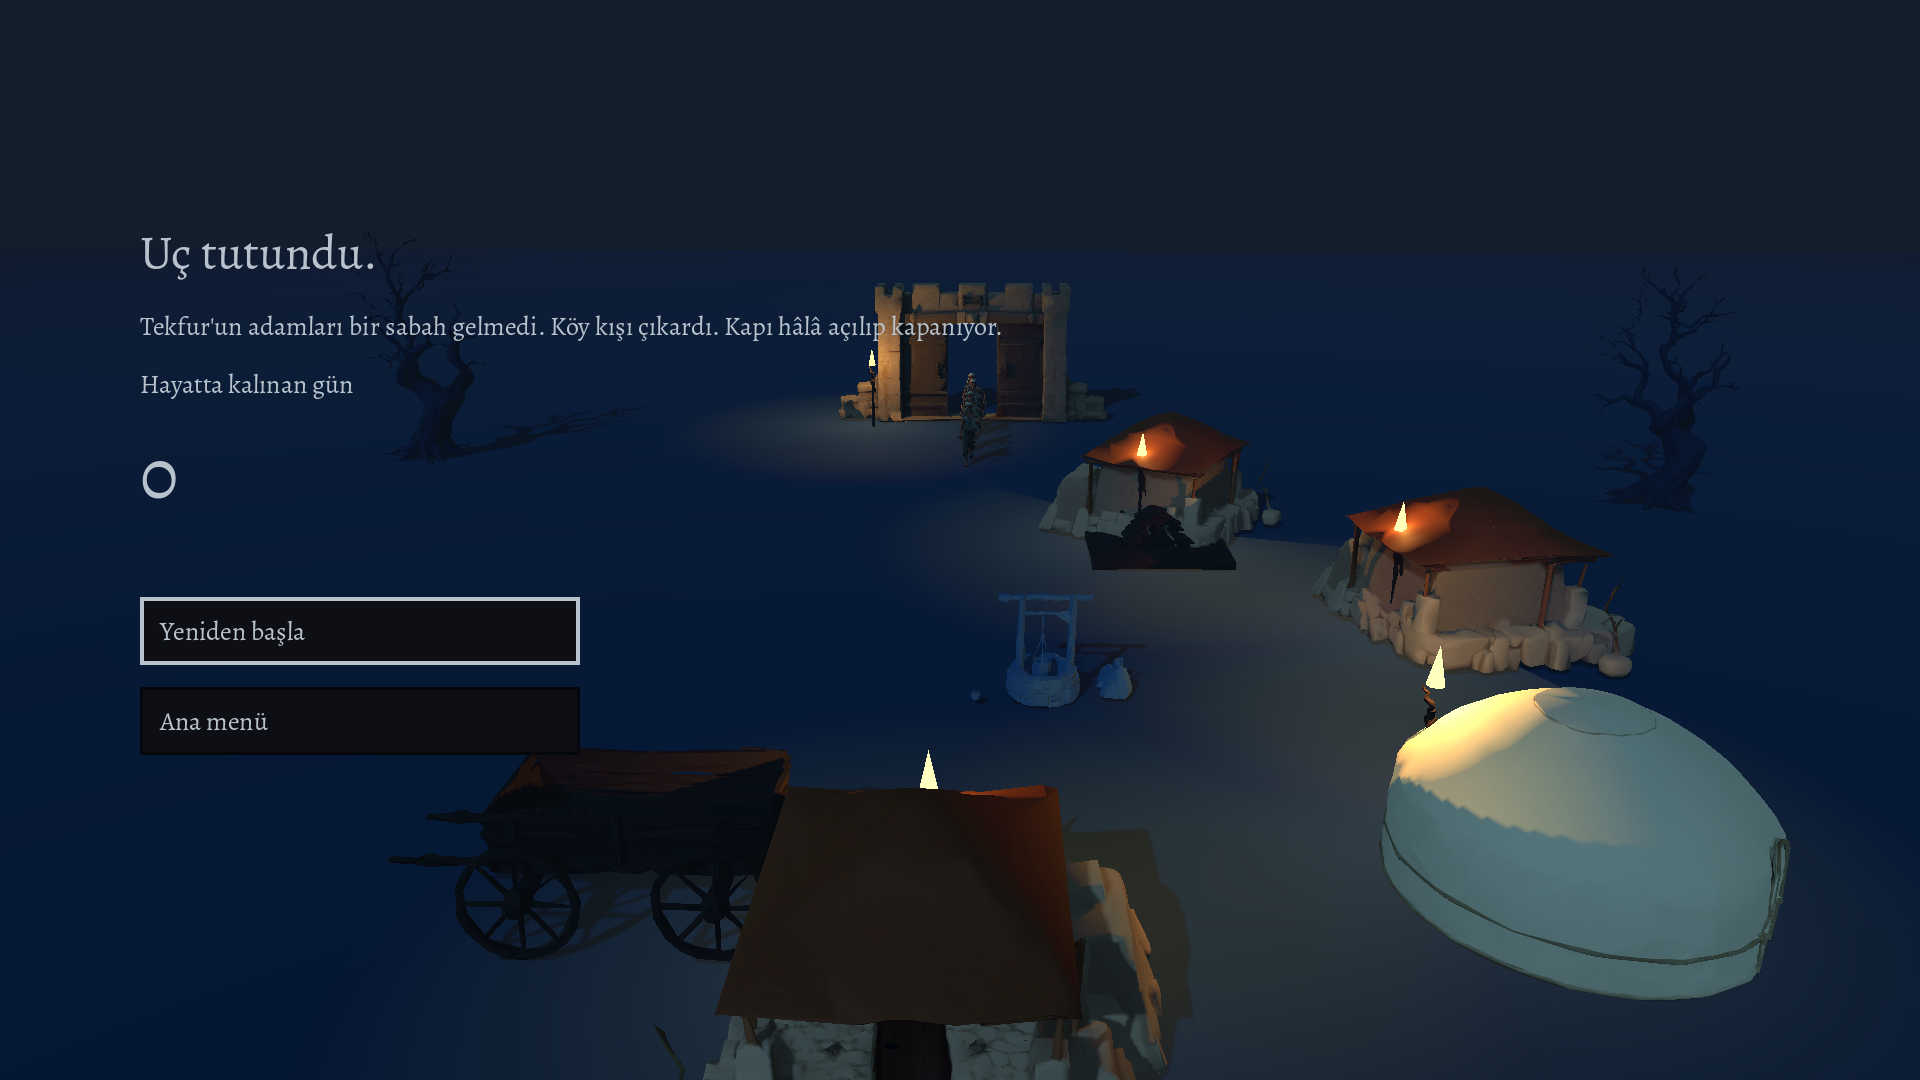 Uç tutundu.
Tekfur'un adamları bir sabah gelmedi. Köy kışı çıkardı. Kapı hâlâ açılıp kapanıyor.
Hayatta kalınan gün
0
Yeniden başla
Ana menü